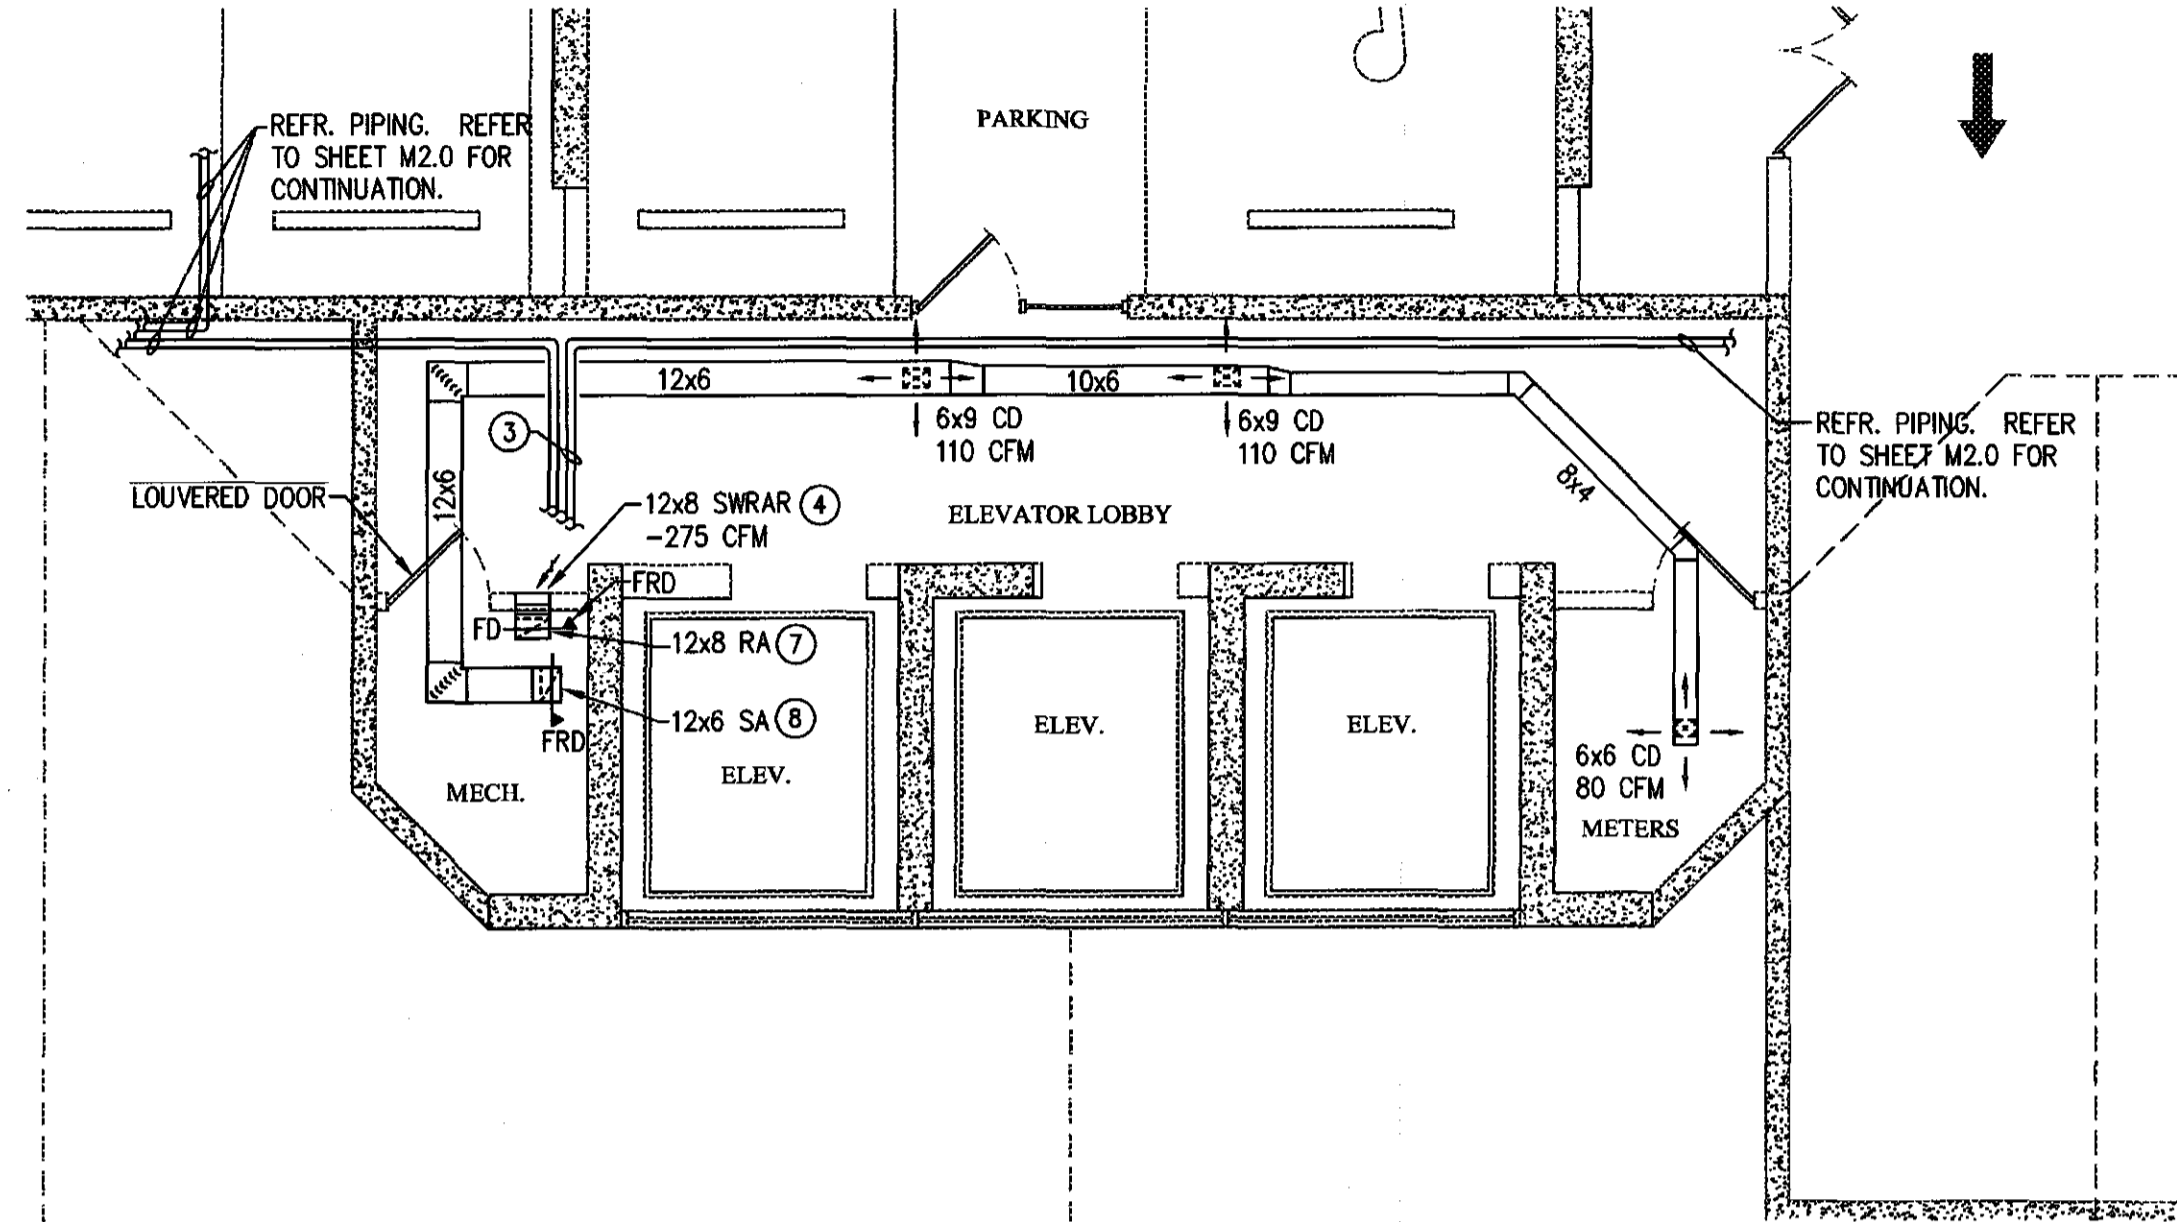 PARKING
REFR. PIPING. REFER
TO SHEET M2.0 FOR
CONTINUATION.
12x6
10x6
6x9 CD
110 CFM
6x9 CD
110 CFM
3
REFR. PIPING. REFER
TO SHEET M2.0 FOR
CONTINUATION.
8x4
12x6
LOUVERED DOOR
12x8 SWRAR 4
-275 CFM
ELEVATOR LOBBY
FRD
FD
12x8 RA 7
12x6 SA 8
FRD
MECH.
ELEV.
ELEV.
ELEV.
6x6 CD
80 CFM
METERS